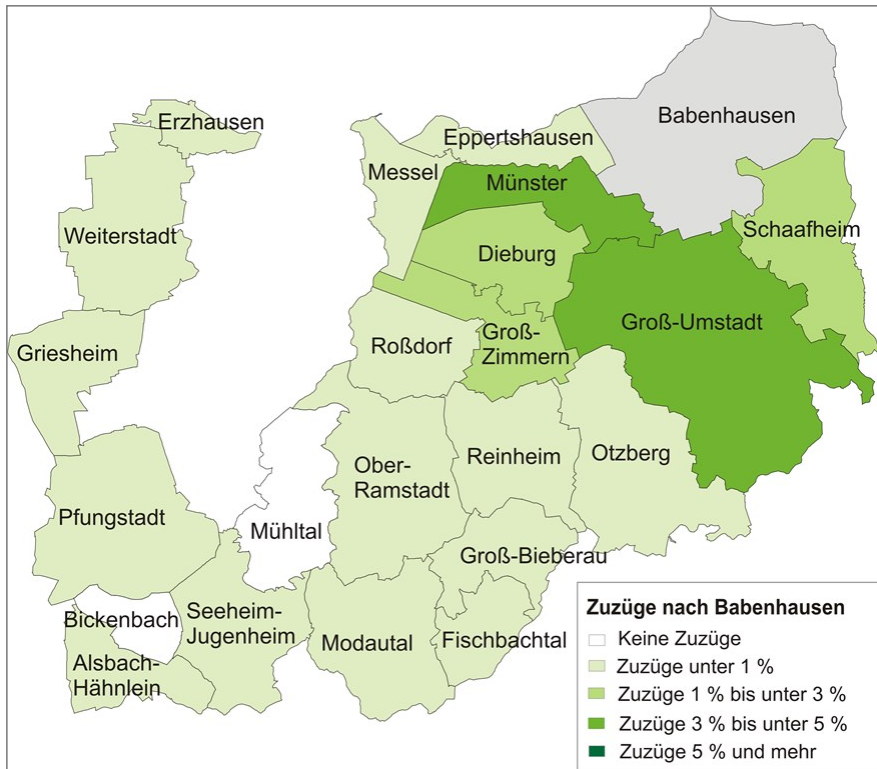 Erzhausen
Babenhausen
Eppertshausen
Messel
Münster
Weiterstadt
Schaafheim
Dieburg
Griesheim
Roßdorf
Groß-
Zimmern
Groß-Umstadt
Ober-
Ramstadt
Reinheim
Otzberg
Pfungstadt
Mühltal
Groß-Bieberau
Bickenbach
Seeheim-
Jugenheim
Modautal
Fischbachtal
Alsbach-
Hähnlein
Zuzüge nach Babenhausen
Keine Zuzüge
Zuzüge unter 1 %
Zuzüge 1 % bis unter 3 %
Zuzüge 3 % bis unter 5 %
Zuzüge 5 % und mehr